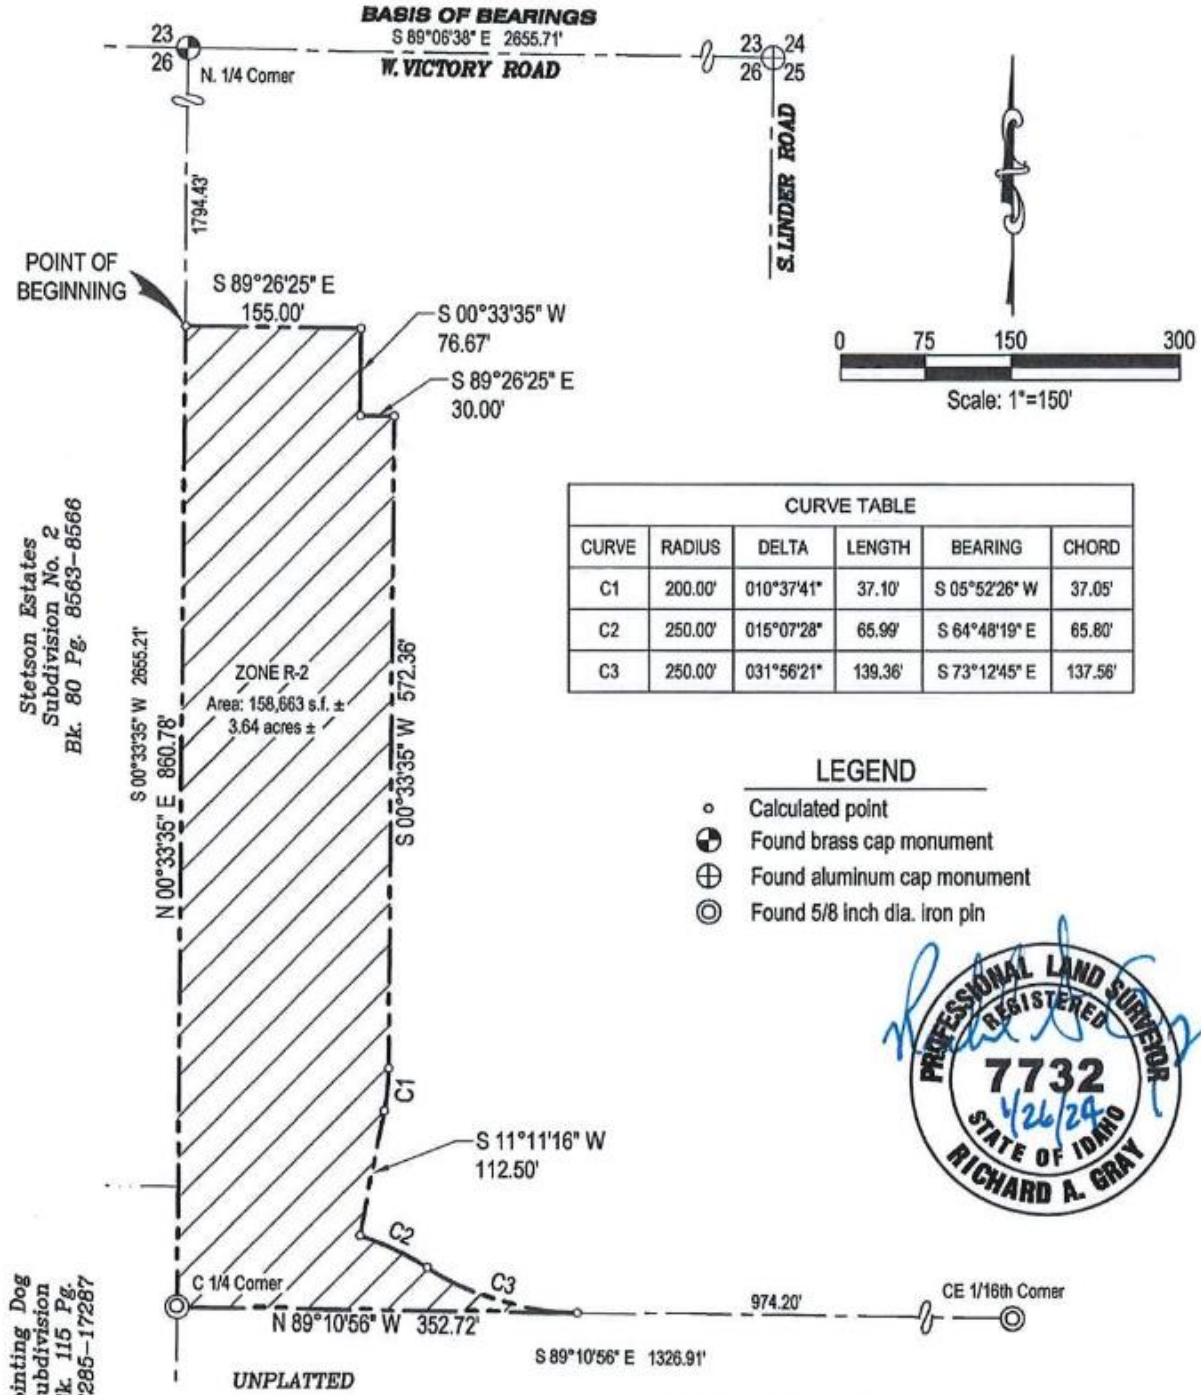 BASIS OF BEARINGS
S 89°06'38" E 2655.71'
W. VICTORY ROAD
23
26
N. 1/4 Corner
23 24
26 25
S. LINDER ROAD
1794.43'
POINT OF
BEGINNING
S 89°26'25" E
155.00'
S 00°33'35" W
76.67'
S 89°26'25" E
30.00'
0 75 150 300
Scale: 1"=150'
CURVE TABLE
CURVE RADIUS DELTA LENGTH BEARING CHORD
C1 200.00' 010°37'41" 37.10' S 05°52'26" W 37.05'
C2 250.00' 015°07'28" 65.99' S 64°48'19" E 65.80'
C3 250.00' 031°56'21" 139.36' S 73°12'45" E 137.56'
Stetson Estates
Subdivision No. 2
Bk. 80 Pg. 8563-8566
S 00°33'35" W 2655.21'
N 00°33'35" E 860.78'
ZONE R-2
Area: 158,663 s.f. ±
3.64 acres ±
S 00°33'35" W 572.36'
LEGEND
Calculated point
Found brass cap monument
Found aluminum cap monument
Found 5/8 inch dia. iron pin
PROFESSIONAL LAND SURVEYOR
REGISTERED
7732
1/26/24
STATE OF IDAHO
RICHARD A. GRAY
C1
S 11°11'16" W
112.50'
C2
C3
C 1/4 Corner
N 89°10'56" W 352.72'
974.20'
CE 1/16th Corner
S 89°10'56" E 1326.91'
UNPLATTED
ointing Dog
ubdivision
k. 115 Pg.
285-17287